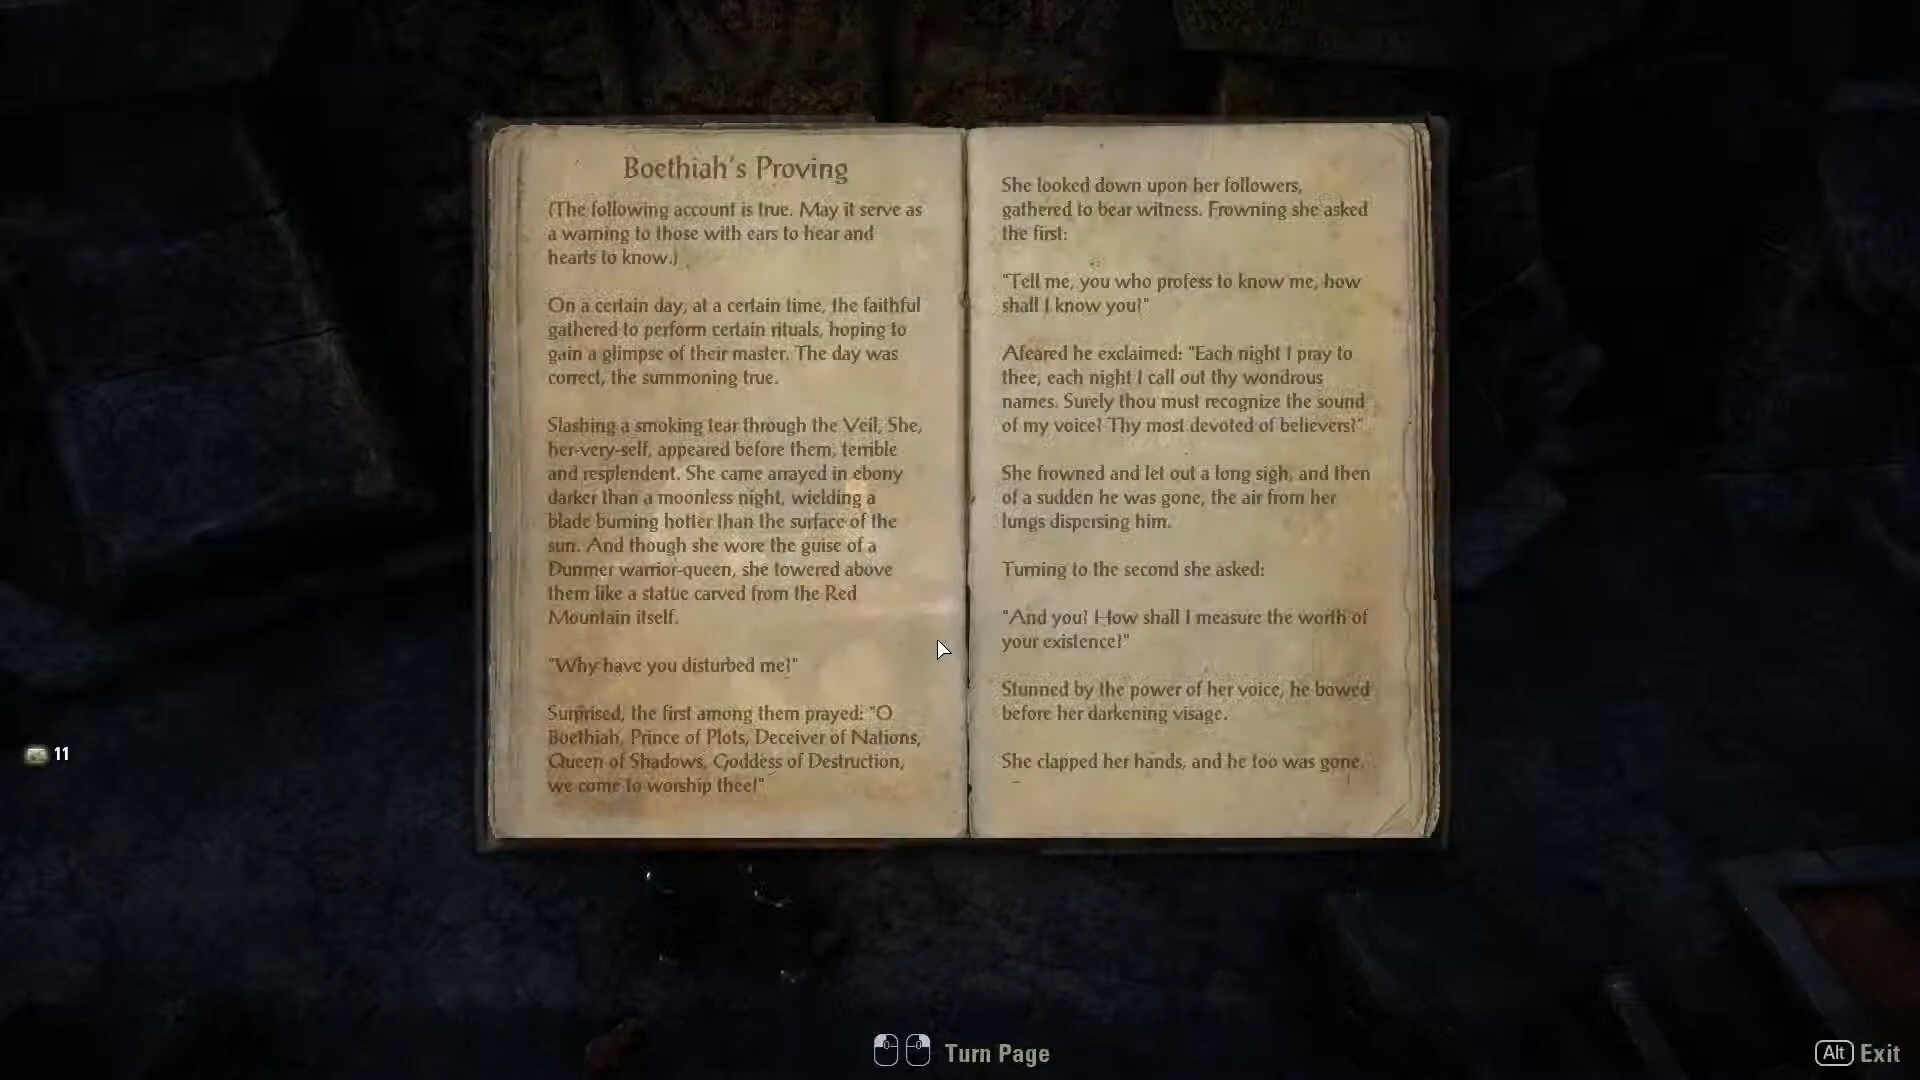 Boethiah's Proving
(The following account is true. May it serve as
a warning to those with ears to hear and
hearts to know.)
On a certain day, at a certain time, the faithful
gathered to perform certain rituals, hoping to
gain a glimpse of their master. The day was
correct, the summoning true.
Slashing a smoking tear through the Veil, She,
her-very-self, appeared before them, terrible
and resplendent. She came arrayed in ebony
darker than a moonless night, wielding a
blade burning hotter than the surface of the
sun. And though she wore the guise of a
Dunmer warrior-queen, she towered above
them like a statue carved from the Red
Mountain itself.
"Why have you disturbed me?"
Surprised, the first among them prayed: "O
Boethiah, Prince of Plots, Deceiver of Nations,
Queen of Shadows, Goddess of Destruction,
we come to worship thee!"
She looked down upon her followers,
gathered to bear witness. Frowning she asked
the first:
"Tell me, you who profess to know me, how
shall I know you?"
Afeared he exclaimed: "Each night I pray to
thee, each night I call out thy wondrous
names. Surely thou must recognize the sound
of my voice? Thy most devoted of believers?"
She frowned and let out a long sigh, and then
of a sudden he was gone, the air from her
lungs dispersing him.
Turning to the second she asked:
"And you? How shall I measure the worth of
your existence?"
Stunned by the power of her voice, he bowed
before her darkening visage.
She clapped her hands, and he too was gone.
11
Turn Page
Alt Exit